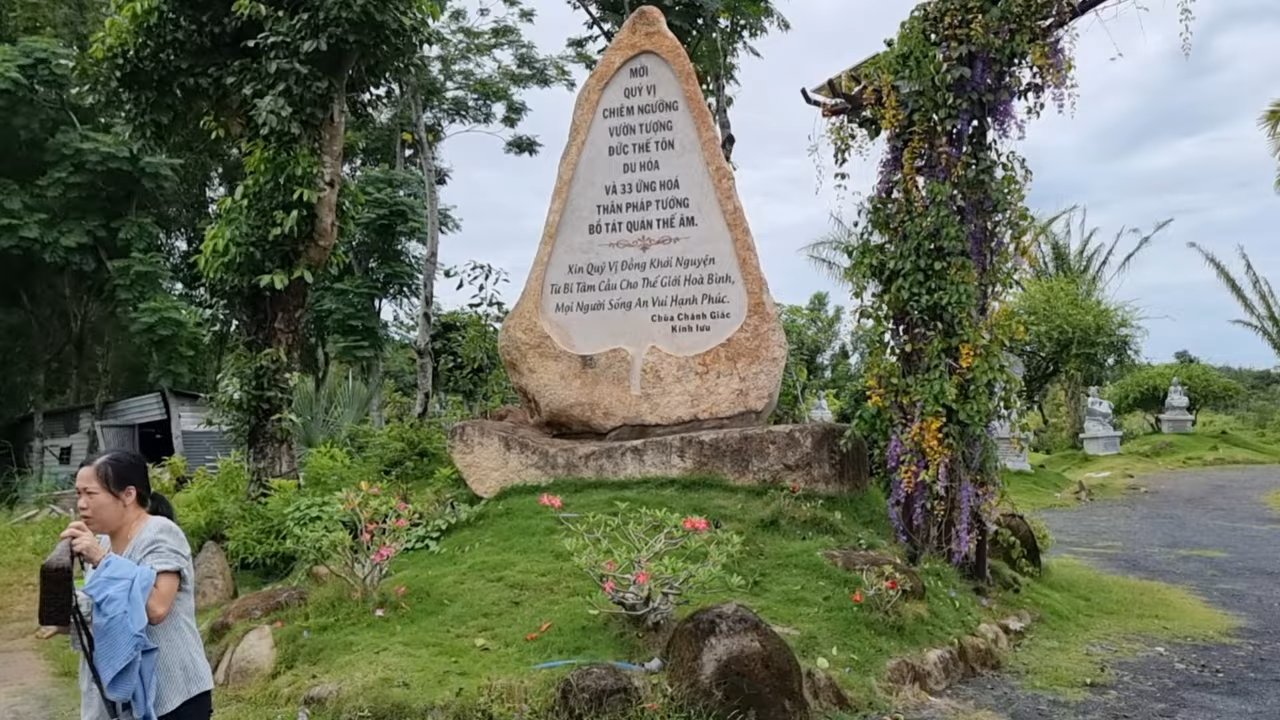 MỜI
QUÝ VỊ
CHIÊM NGƯỠNG
VƯỜN TƯỢNG
ĐỨC THẾ TÔN
DU HÓA
VÀ 33 ỨNG HOÁ
THÂN PHÁP TƯỚNG
BỒ TÁT QUÁN THẾ ÂM.
Xin Quý Vị Đồng Khởi Nguyện
Từ Bi Tâm Cầu Cho Thế Giới Hoà Bình,
Mọi Người Sống An Vui Hạnh Phúc.
Chùa Chánh Giác
Kính lưu